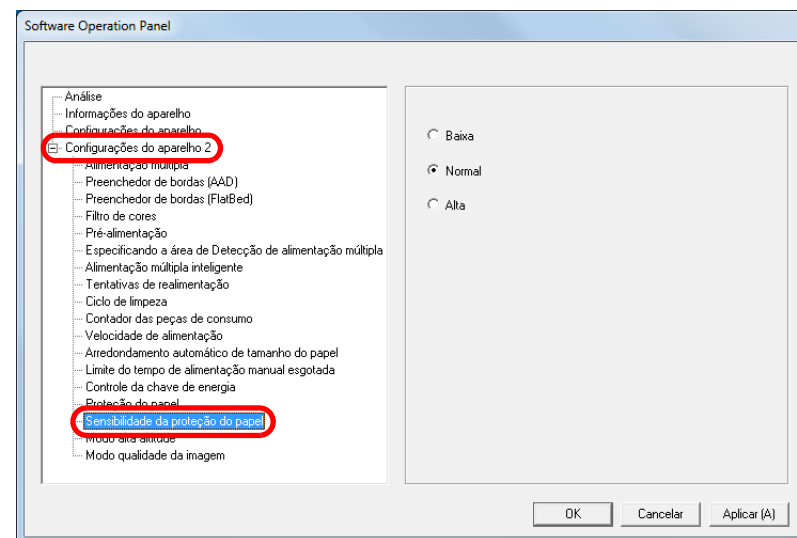 Software Operation Panel
Análise
Informações do aparelho
Configurações do aparelho
Configurações do aparelho 2
Alimentação múltipla
Preenchedor de bordas (AAD)
Preenchedor de bordas (FlatBed)
Filtro de cores
Pré-alimentação
Especificando a área de Detecção de alimentação múltipla
Alimentação múltipla inteligente
Tentativas de realimentação
Ciclo de limpeza
Contador das peças de consumo
Velocidade de alimentação
Arredondamento automático de tamanho do papel
Limite do tempo de alimentação manual esgotada
Controle da chave de energia
Proteção do papel
Sensibilidade da proteção do papel
Modo alta altitude
Modo qualidade da imagem
Baixa
Normal
Alta
OK
Cancelar
Aplicar (A)